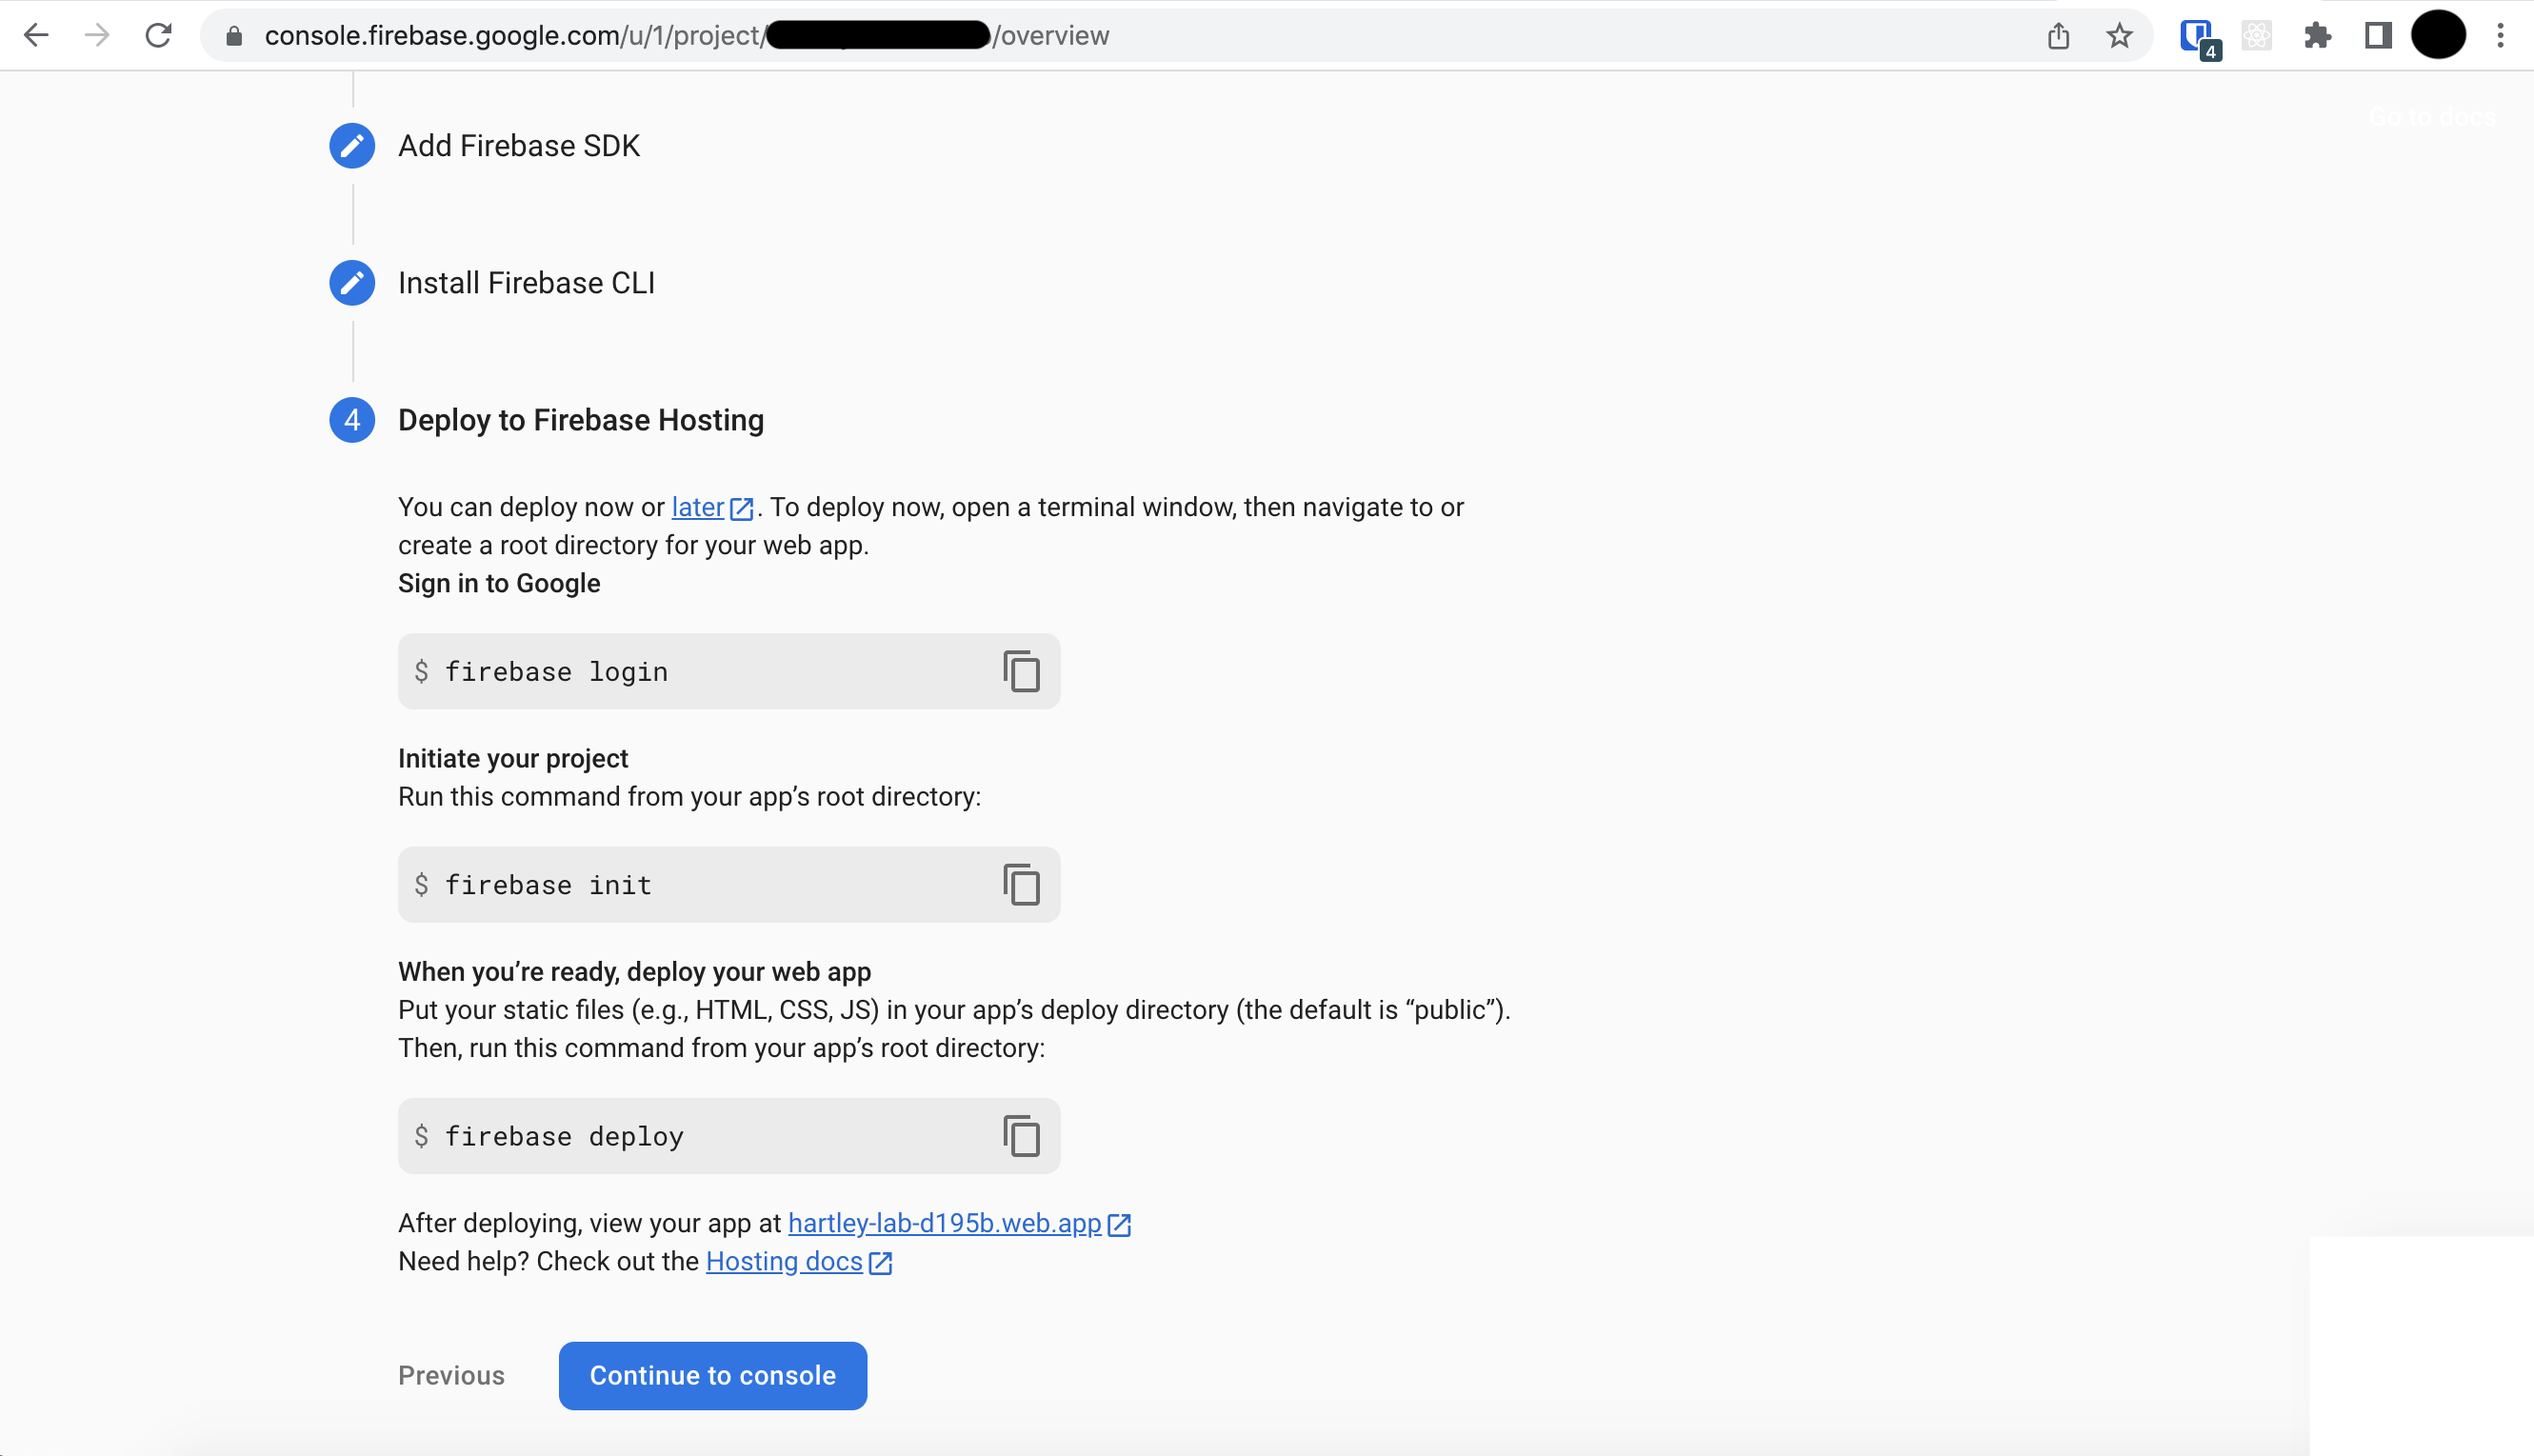 console.firebase.google.com/u/1/project/ /overview
4
Go to docs
Add Firebase SDK
Install Firebase CLI
4 Deploy to Firebase Hosting
You can deploy now or later. To deploy now, open a terminal window, then navigate to or
create a root directory for your web app.
Sign in to Google
$ firebase login
Initiate your project
Run this command from your app’s root directory:
$ firebase init
When you’re ready, deploy your web app
Put your static files (e.g., HTML, CSS, JS) in your app’s deploy directory (the default is “public”).
Then, run this command from your app’s root directory:
$ firebase deploy
After deploying, view your app at hartley-lab-d195b.web.app
Need help? Check out the Hosting docs
Previous Continue to console